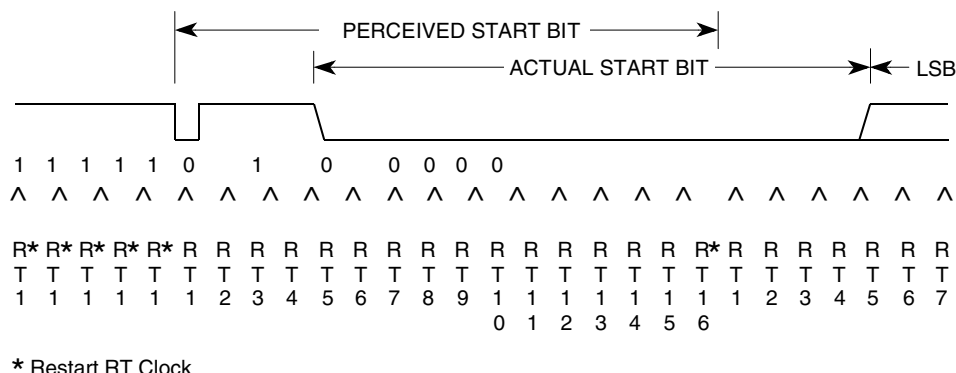 PERCEIVED START BIT
ACTUAL START BIT
LSB
1 1 1 1 1 0 1 0 0 0 0 0
^ ^ ^ ^ ^ ^ ^ ^ ^ ^ ^ ^ ^ ^ ^ ^ ^ ^ ^ ^ ^ ^ ^ ^ ^ ^ ^ ^
R* R* R* R* R* R R R R R R R R R R R R R R R R* R R R R R R R
T T T T T T T T T T T T T T T T T T T T T T T T T T T T
1 1 1 1 1 1 2 3 4 5 6 7 8 9 1 1 1 1 1 1 1 1 2 3 4 5 6 7
0 1 2 3 4 5 6
* Restart RT Clock